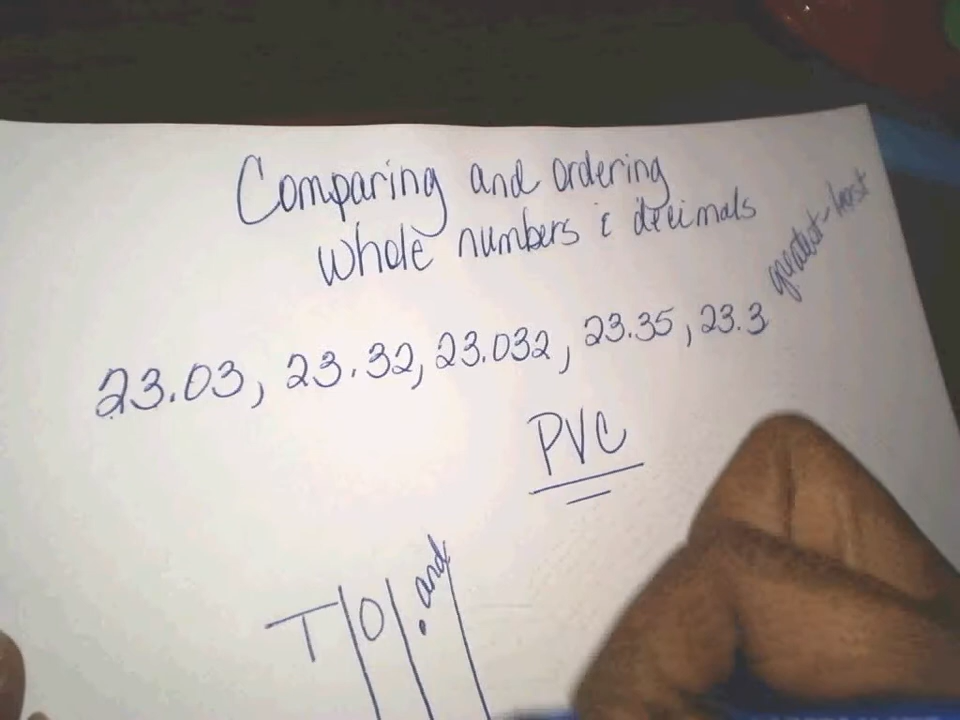 Comparing and ordering
whole numbers & decimals
greatest - least
23.03, 23.32, 23.032, 23.35, 23.3
PVC
T O . and